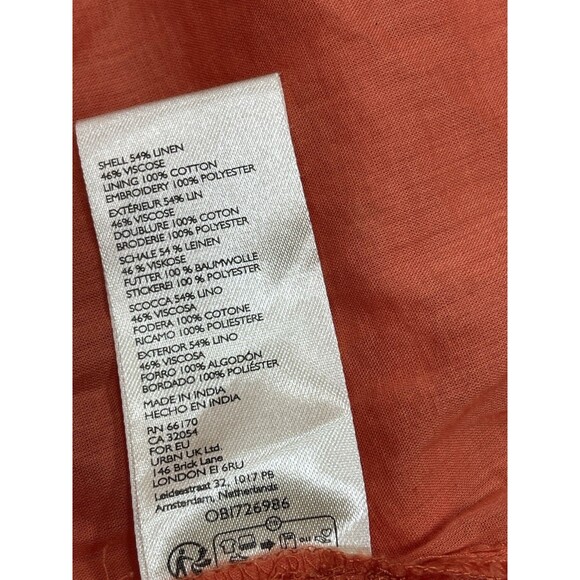 SHELL 54% LINEN
46% VISCOSE
LINING 100% COTTON
EMBROIDERY 100% POLYESTER
EXTÉRIEUR 54% LIN
46% VISCOSE
DOUBLURE 100% COTON
BRODERIE 100% POLYESTER
SCHALE 54 % LEINEN
46 % VISKOSE
FUTTER 100 % BAUMWOLLE
STICKEREI 100 % POLYESTER
SCOCCA 54% LINO
46% VISCOSA
FODERA 100% COTONE
RICAMO 100% POLIESTERE
EXTERIOR 54% LINO
46% VISCOSA
FORRO 100% ALGODÓN
BORDADO 100% POLIÉSTER
MADE IN INDIA
HECHO EN INDIA
RN 66170
CA 32054
FOR EU
URBN UK Ltd.
146 Brick Lane
LONDON E1 6RU
Leidsestraat 32, 1017 PB
Amsterdam, Netherlands
OB1726986